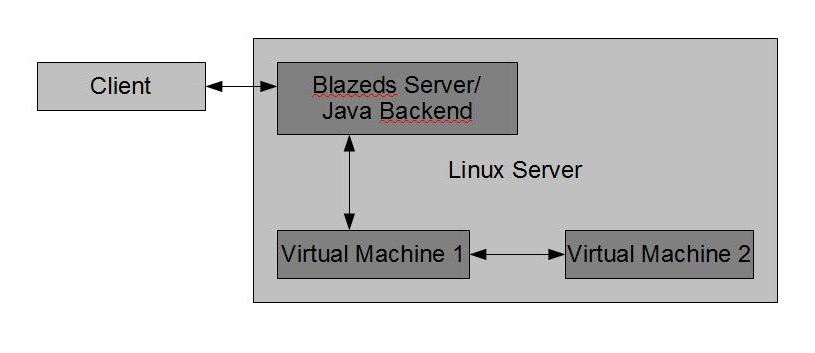 Client
Blazeds Server/
Java Backend
Linux Server
Virtual Machine 1
Virtual Machine 2